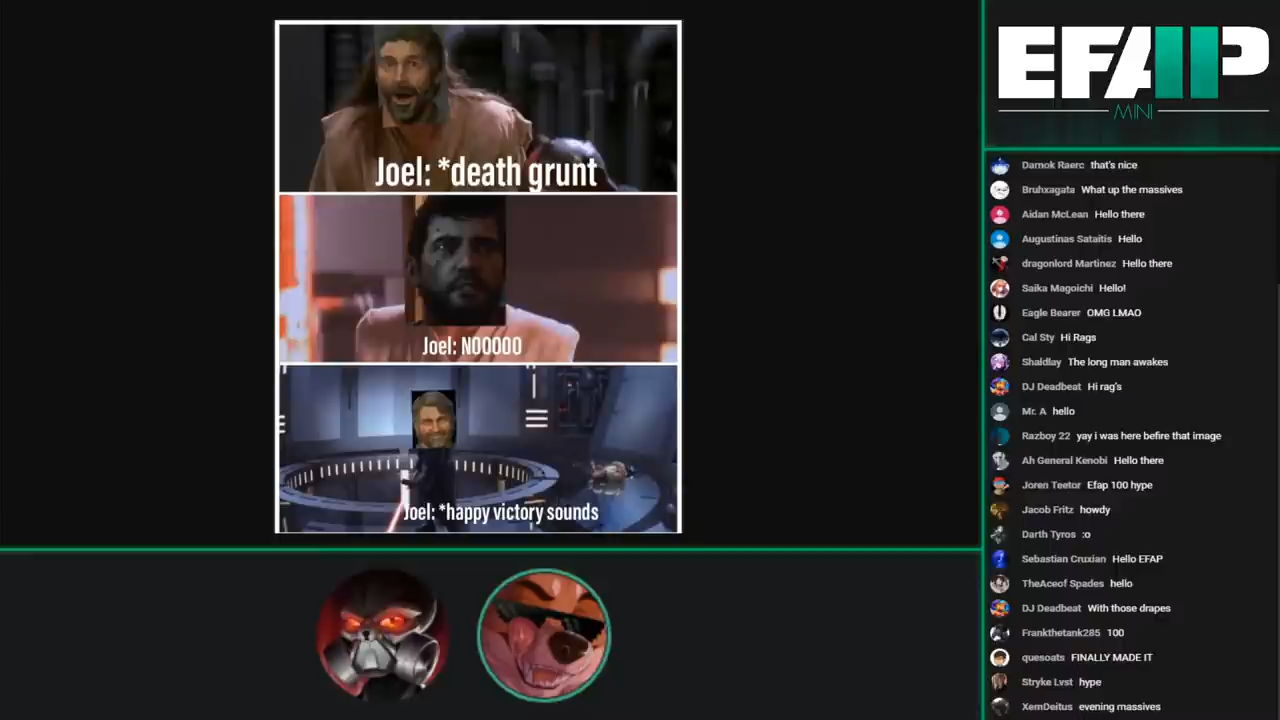 Joel: *death grunt
Joel: NOOOOO
Joel: *happy victory sounds
EFAP
MINI
Darnok Raerc that's nice
Bruhxagata What up the massives
Aidan McLean Hello there
Augustinas Sataitis Hello
dragonlord Martinez Hello there
Saika Magoichi Hello!
Eagle Bearer OMG LMAO
Cal Sty Hi Rags
Shaldlay The long man awakes
DJ Deadbeat Hi rag's
Mr. A hello
Razboy 22 yay i was here befire that image
Ah General Kenobi Hello there
Joren Teetor Efap 100 hype
Jacob Fritz howdy
Darth Tyros :o
Sebastian Cruxian Hello EFAP
TheAceof Spades hello
DJ Deadbeat With those drapes
Frankthetank285 100
quesoats FINALLY MADE IT
Stryke Lvst hype
XemDeitus evening massives